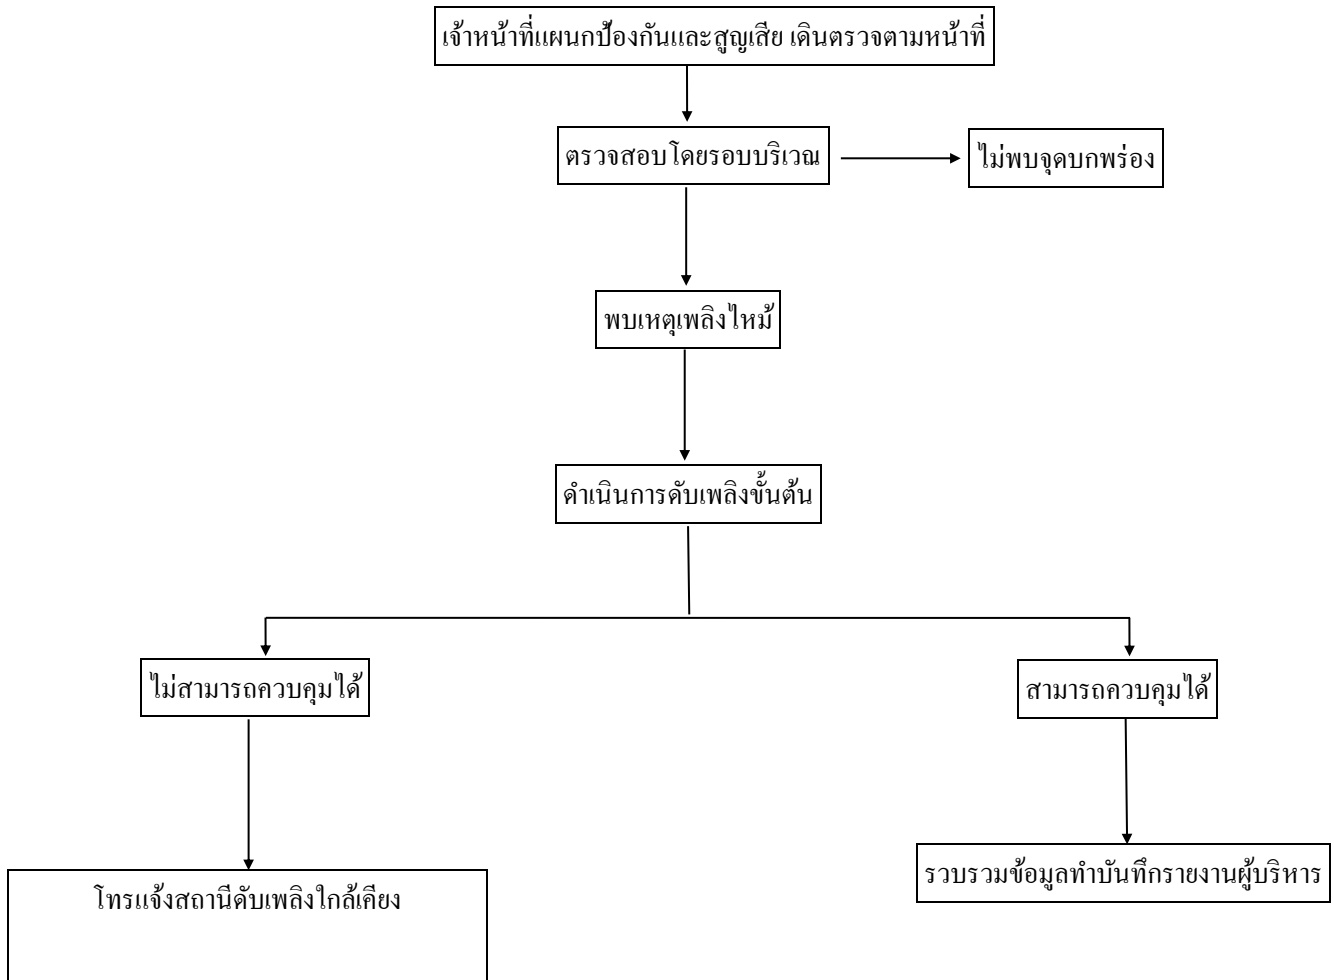 เจ้าหน้าที่แผนกป้องกันและสูญเสีย เดินตรวจตามหน้าที่
ตรวจสอบโดยรอบบริเวณ
ไม่พบจุดบกพร่อง
พบเหตุเพลิงไหม้
ดำเนินการดับเพลิงขั้นต้น
ไม่สามารถควบคุมได้
สามารถควบคุมได้
รวบรวมข้อมูลทำบันทึกรายงานผู้บริหาร
โทรแจ้งสถานีดับเพลิงใกล้เคียง